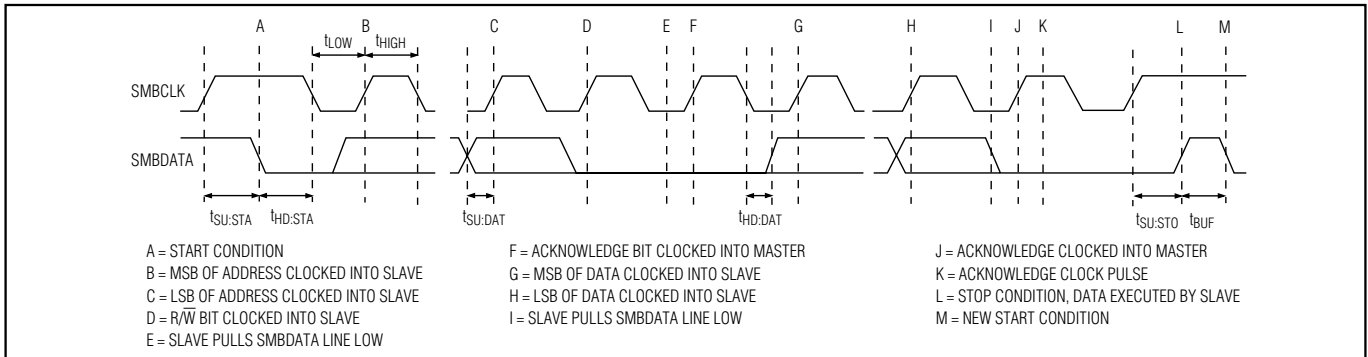 A B C D E F G H I J K L M
tLOW tHIGH
SMBCLK
SMBDATA
tSU:STA tHD:STA tSU:DAT tHD:DAT tSU:STO tBUF
A = START CONDITION
B = MSB OF ADDRESS CLOCKED INTO SLAVE
C = LSB OF ADDRESS CLOCKED INTO SLAVE
D = R/W̅ BIT CLOCKED INTO SLAVE
E = SLAVE PULLS SMBDATA LINE LOW
F = ACKNOWLEDGE BIT CLOCKED INTO MASTER
G = MSB OF DATA CLOCKED INTO SLAVE
H = LSB OF DATA CLOCKED INTO SLAVE
I = SLAVE PULLS SMBDATA LINE LOW
J = ACKNOWLEDGE CLOCKED INTO MASTER
K = ACKNOWLEDGE CLOCK PULSE
L = STOP CONDITION, DATA EXECUTED BY SLAVE
M = NEW START CONDITION